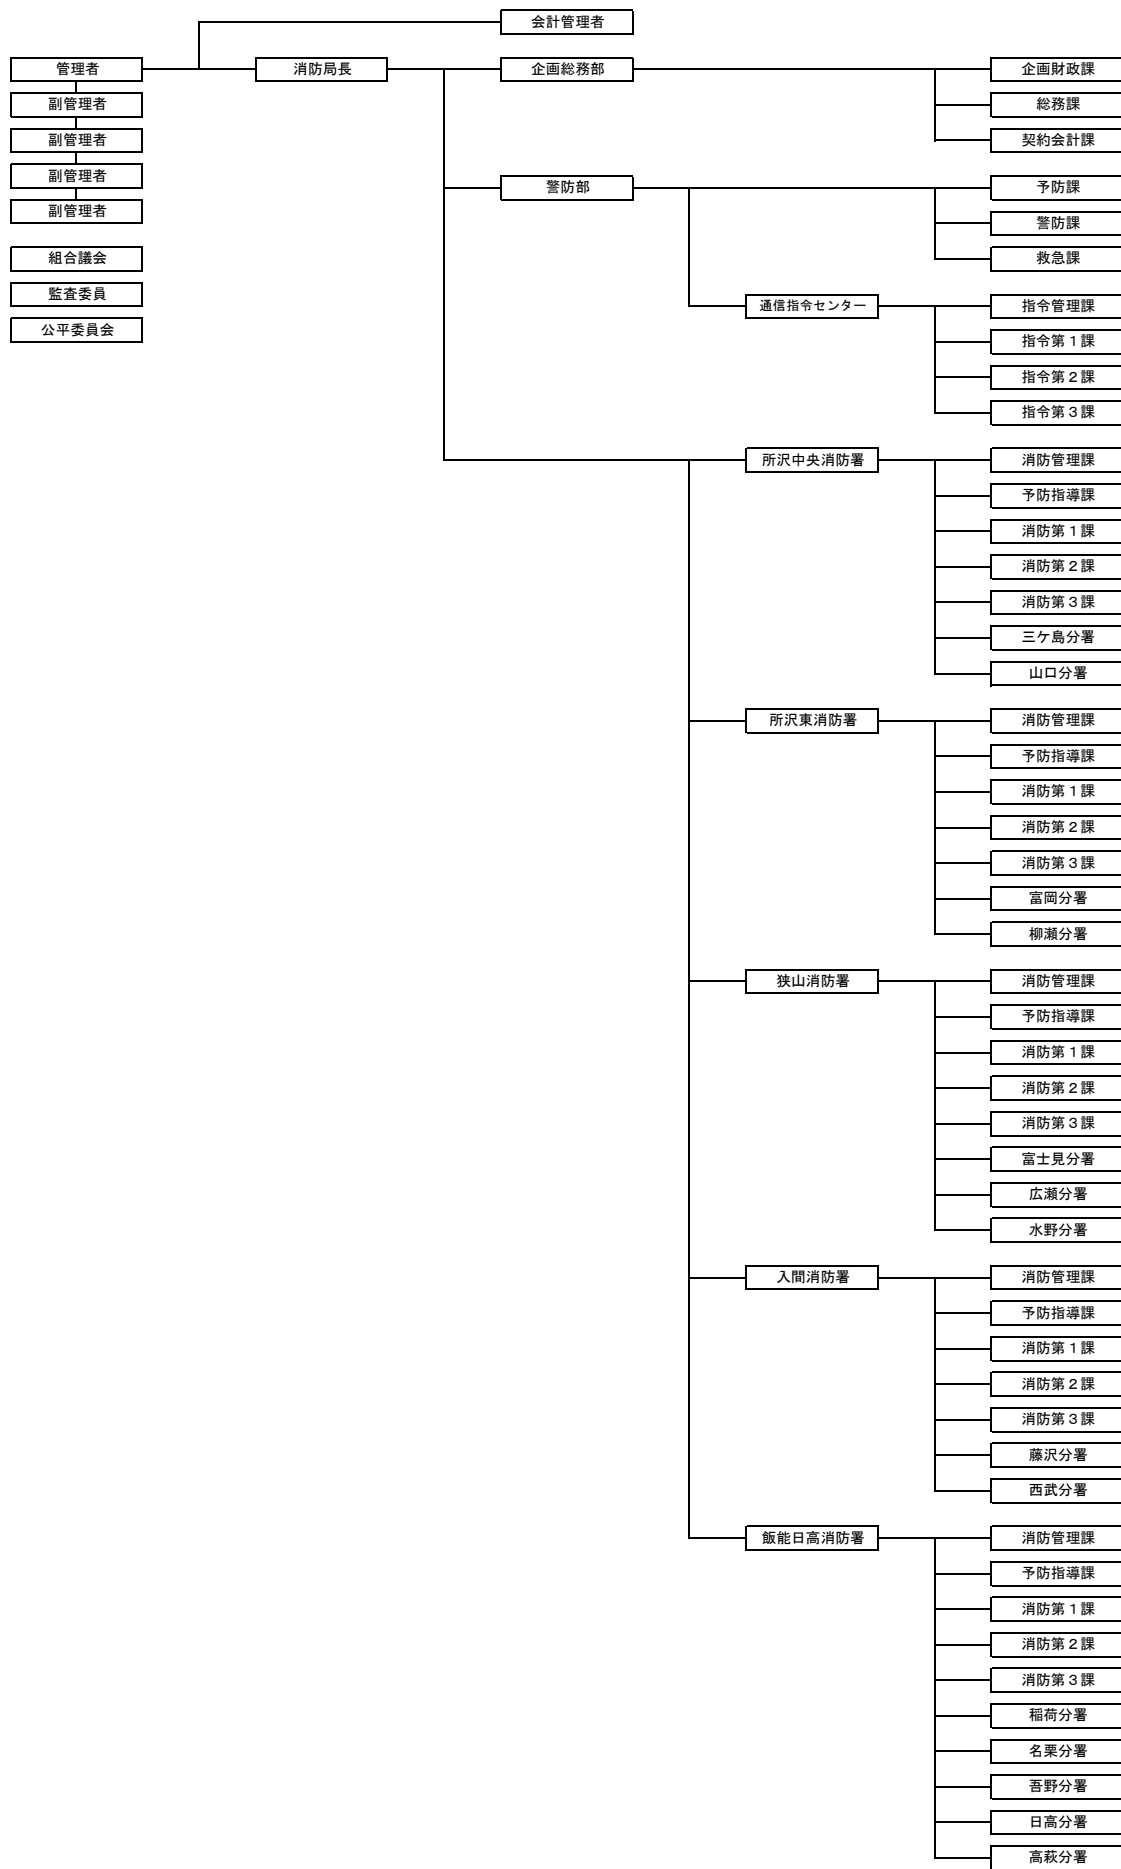 会計管理者
管理者
消防局長
企画総務部
企画財政課
副管理者
総務課
副管理者
契約会計課
副管理者
警防部
予防課
副管理者
警防課
組合議会
救急課
監査委員
通信指令センター
指令管理課
公平委員会
指令第１課
指令第２課
指令第３課
所沢中央消防署
消防管理課
予防指導課
消防第１課
消防第２課
消防第３課
三ケ島分署
山口分署
所沢東消防署
消防管理課
予防指導課
消防第１課
消防第２課
消防第３課
富岡分署
柳瀬分署
狭山消防署
消防管理課
予防指導課
消防第１課
消防第２課
消防第３課
富士見分署
広瀬分署
水野分署
入間消防署
消防管理課
予防指導課
消防第１課
消防第２課
消防第３課
藤沢分署
西武分署
飯能日高消防署
消防管理課
予防指導課
消防第１課
消防第２課
消防第３課
稲荷分署
名栗分署
吾野分署
日高分署
高萩分署